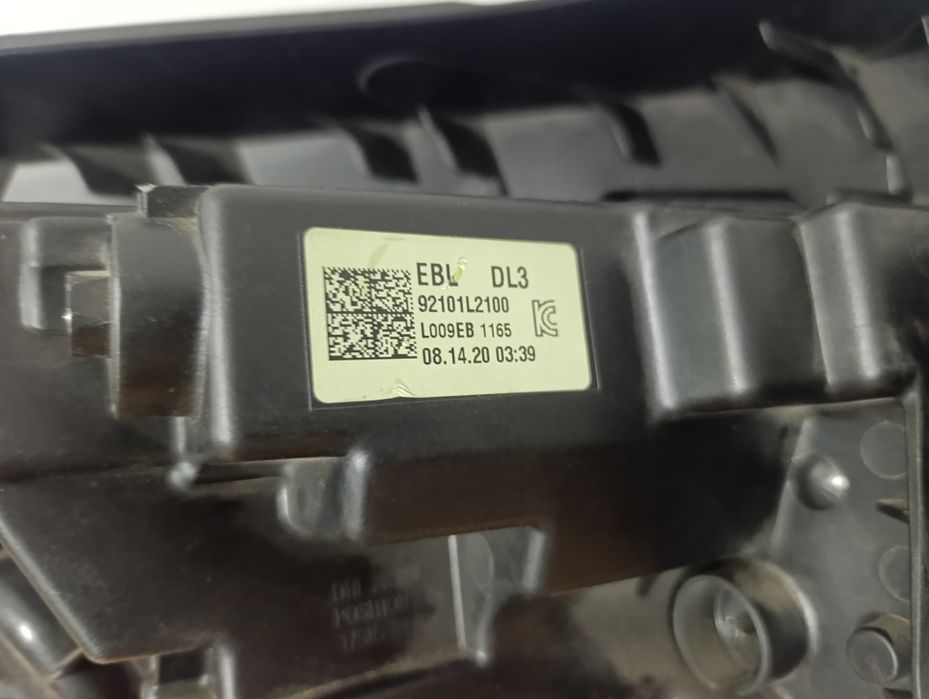 EBL DL3
92101L2100
L009EB 1165
08.14.20 03:39